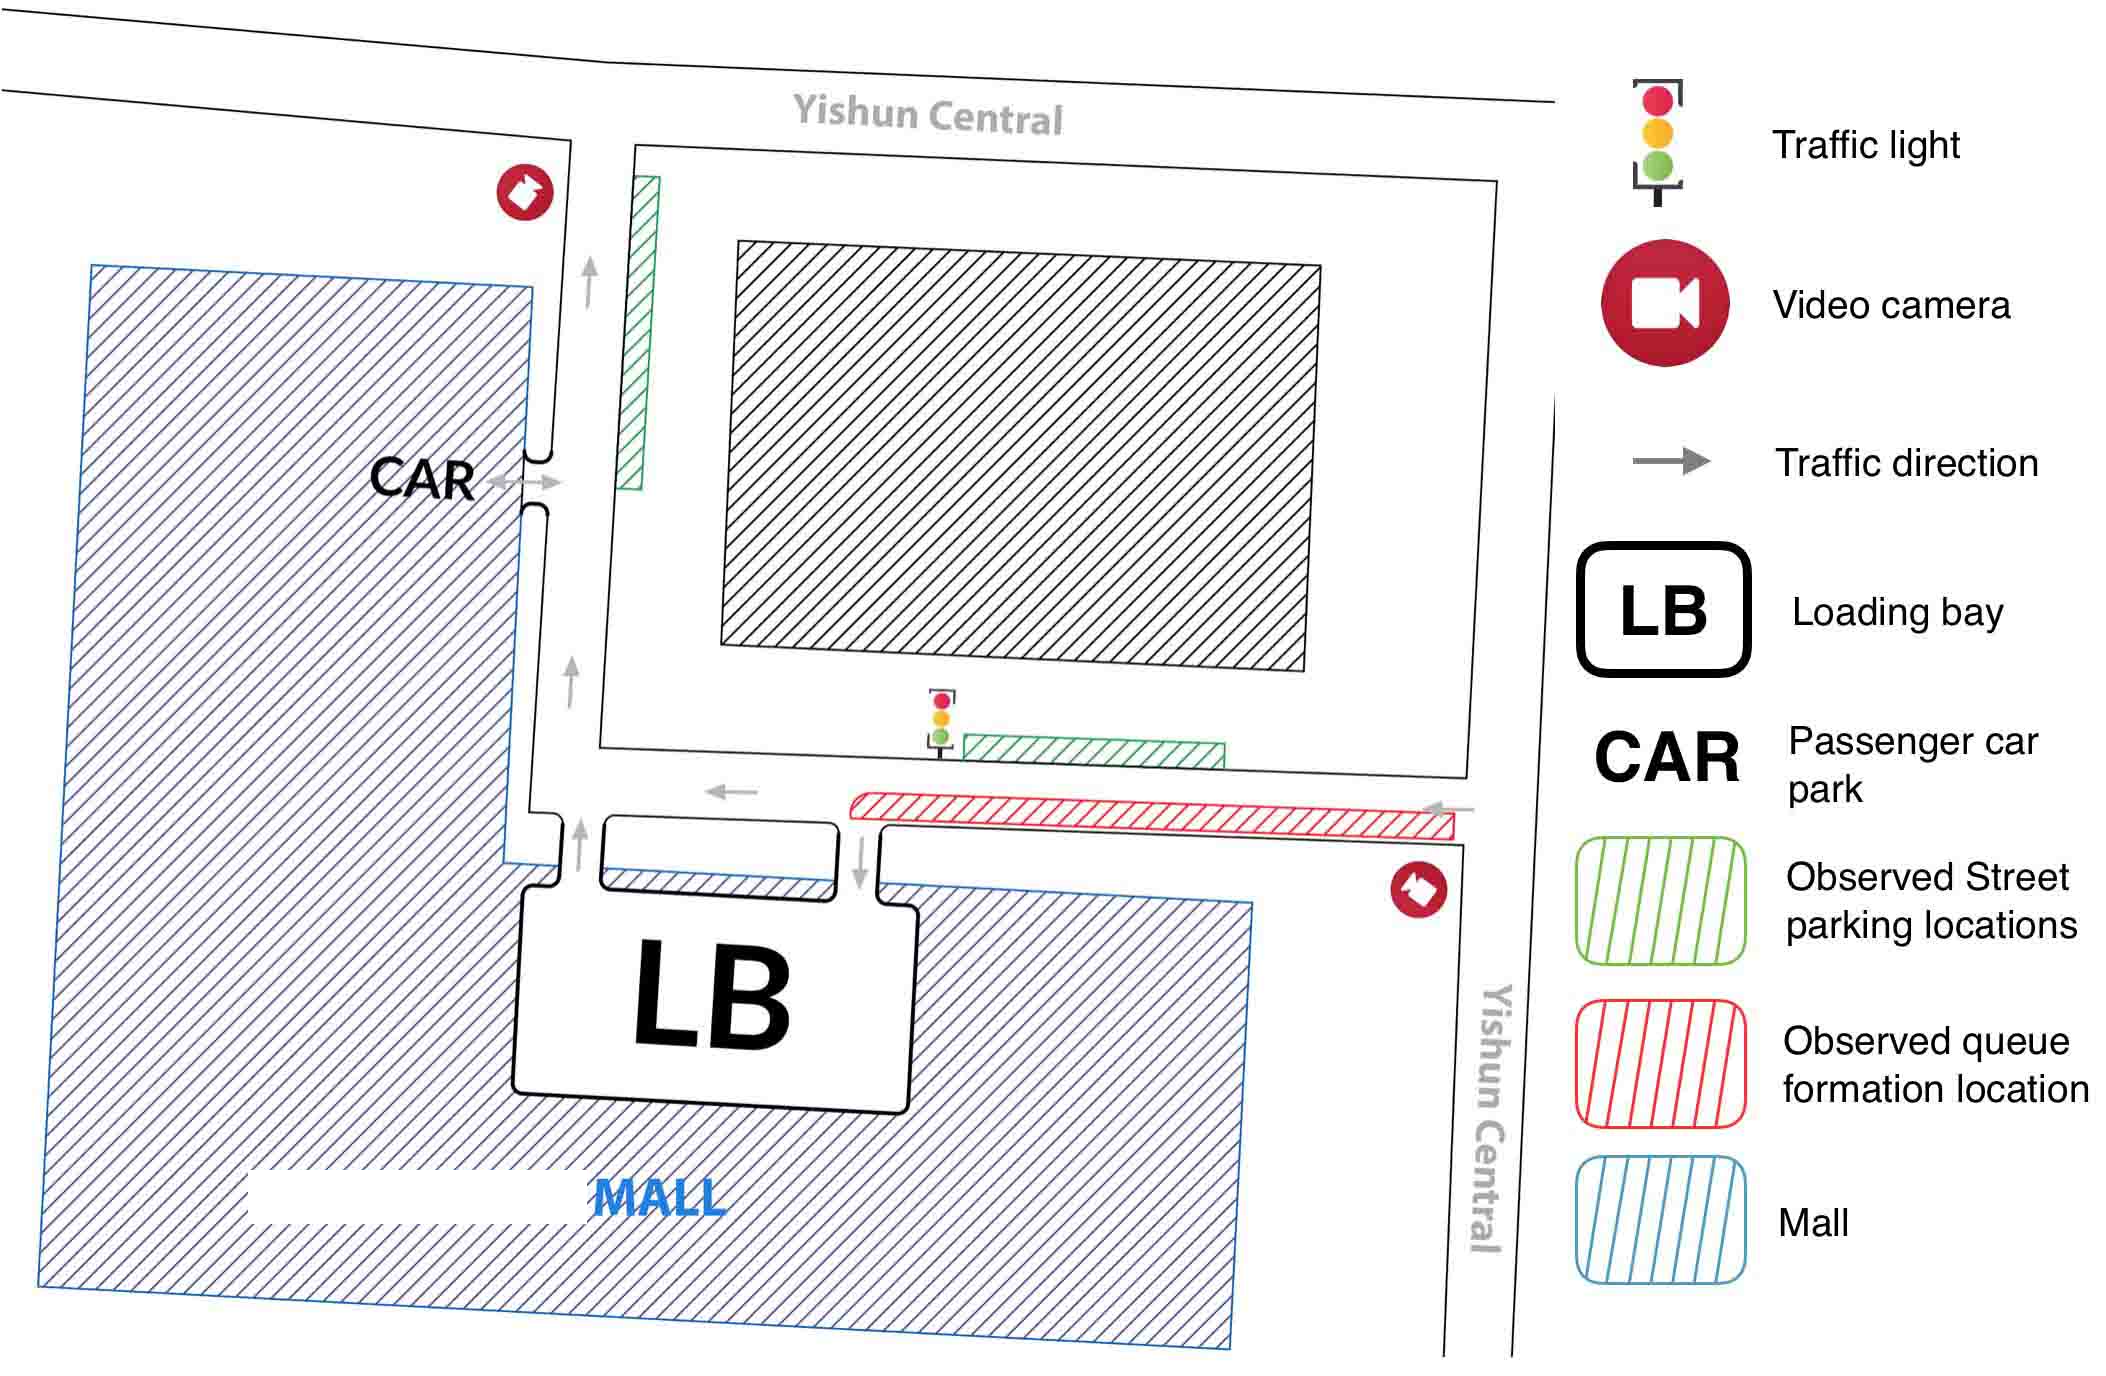 Yishun Central
CAR
LB
MALL
Yishun Central
Traffic light
Video camera
Traffic direction
LB
Loading bay
CAR
Passenger car
park
Observed Street
parking locations
Observed queue
formation location
Mall